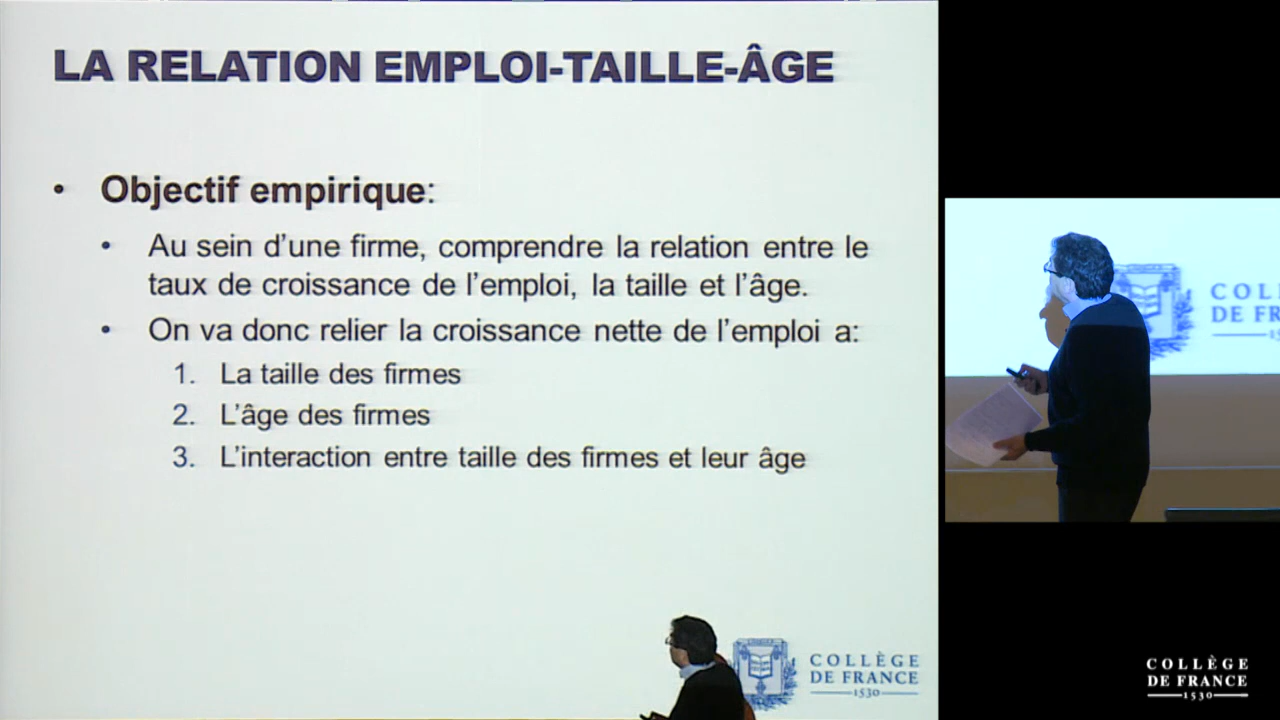 LA RELATION EMPLOI-TAILLE-ÂGE
• Objectif empirique:
• Au sein d'une firme, comprendre la relation entre le
taux de croissance de l'emploi, la taille et l'âge.
• On va donc relier la croissance nette de l'emploi a:
1. La taille des firmes
2. L'âge des firmes
3. L'interaction entre taille des firmes et leur âge
COLLÈGE
DE FRANCE
1530
COL
DE FR
COLLÈGE
DE FRANCE
1530